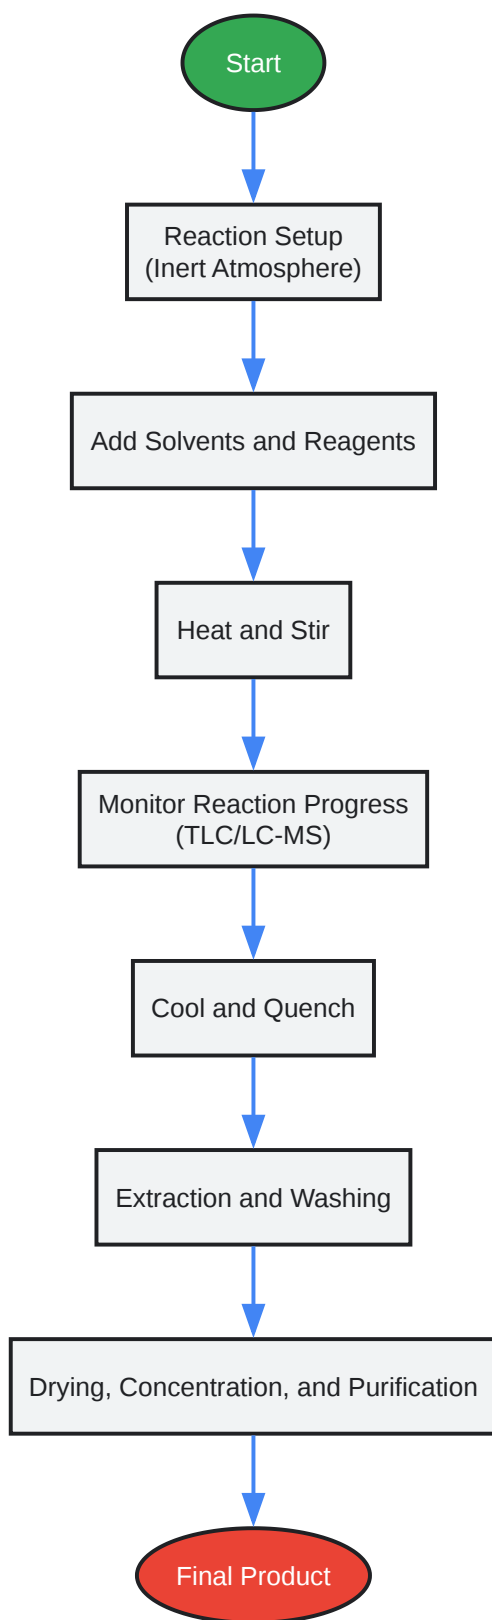 Start
Reaction Setup
(Inert Atmosphere)
Add Solvents and Reagents
Heat and Stir
Monitor Reaction Progress
(TLC/LC-MS)
Cool and Quench
Extraction and Washing
Drying, Concentration, and Purification
Final Product